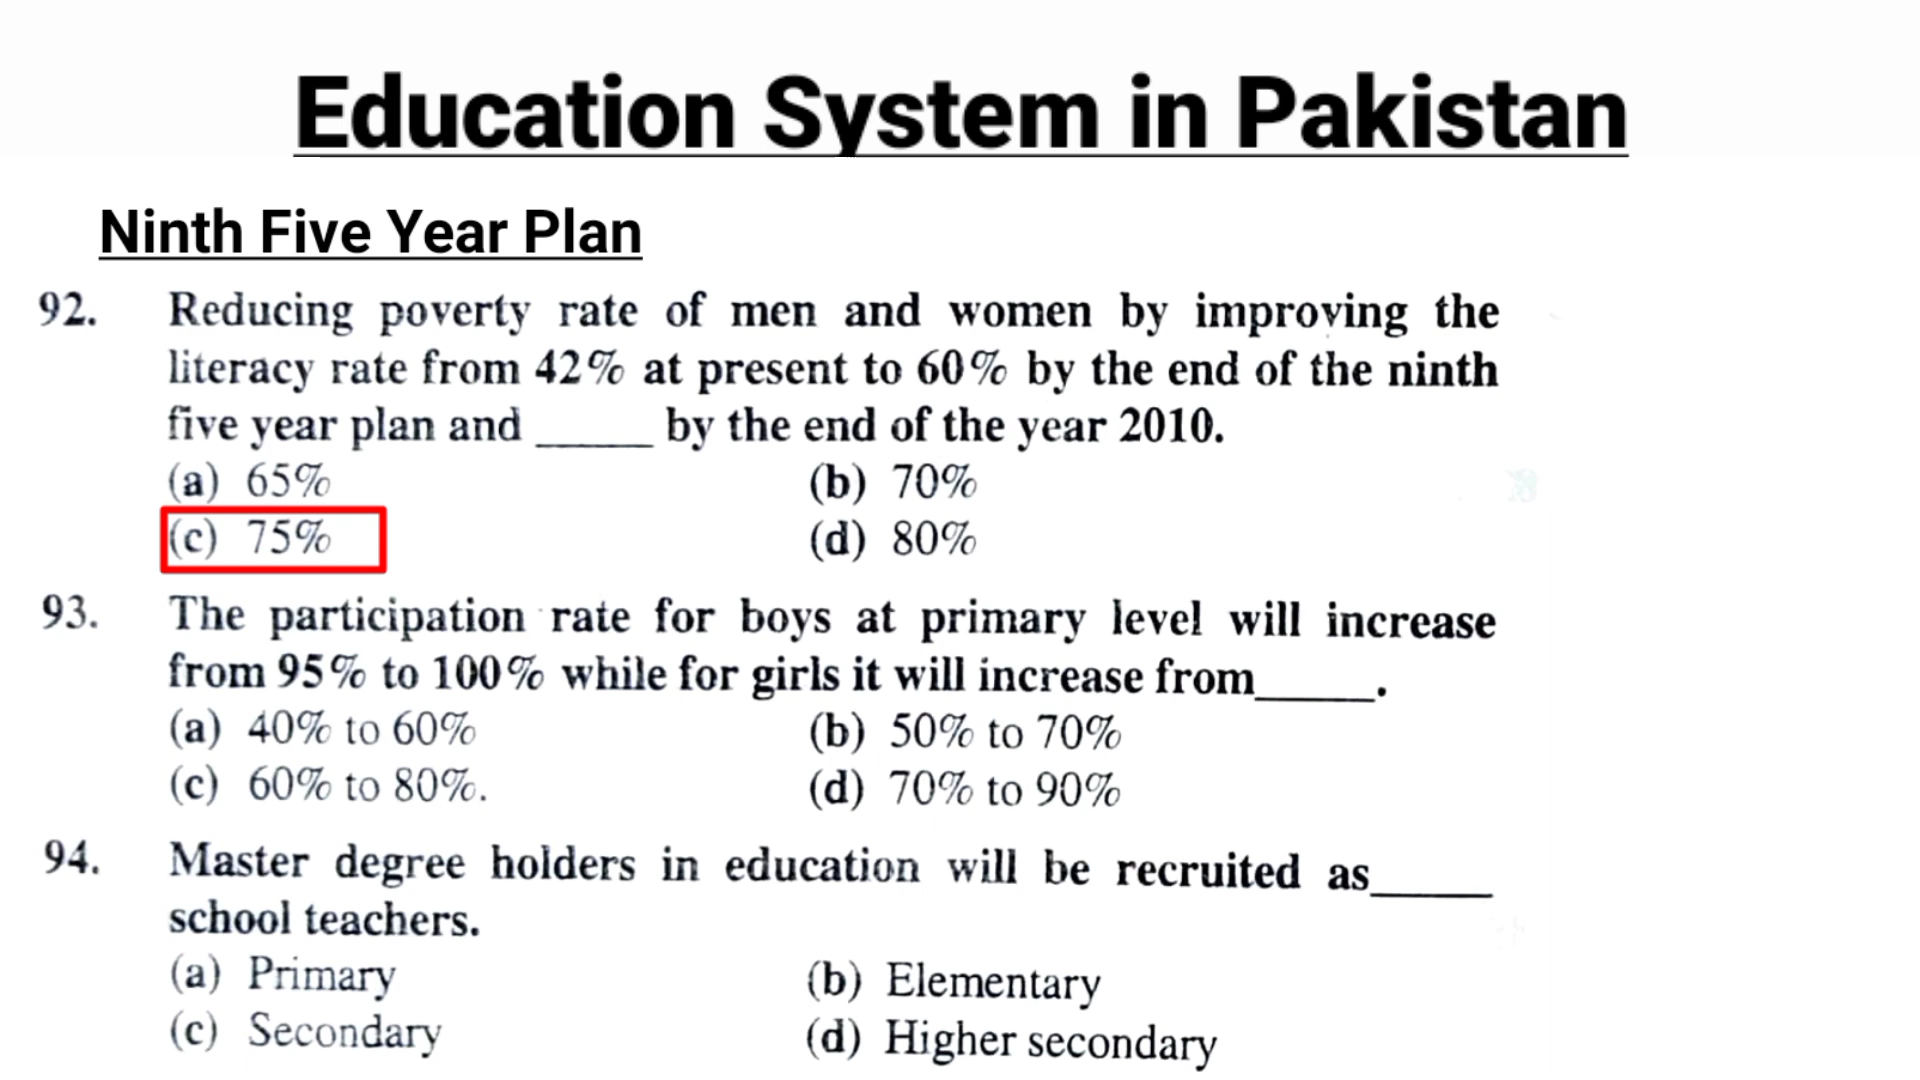 Education System in Pakistan
Ninth Five Year Plan
92. Reducing poverty rate of men and women by improving the
literacy rate from 42% at present to 60% by the end of the ninth
five year plan and _____ by the end of the year 2010.
(a) 65% (b) 70%
(c) 75% (d) 80%
93. The participation rate for boys at primary level will increase
from 95% to 100% while for girls it will increase from_____.
(a) 40% to 60% (b) 50% to 70%
(c) 60% to 80%. (d) 70% to 90%
94. Master degree holders in education will be recruited as_____
school teachers.
(a) Primary (b) Elementary
(c) Secondary (d) Higher secondary